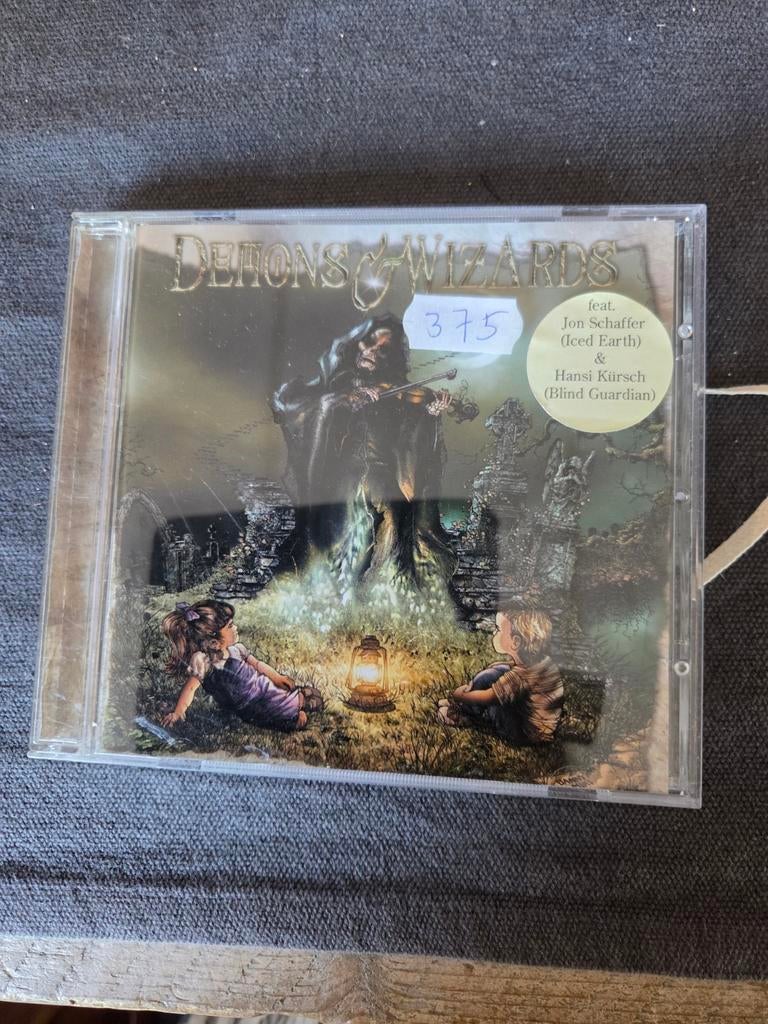 DEMONS & WIZARDS
375
feat.
Jon Schaffer
(Iced Earth)
&
Hansi Kürsch
(Blind Guardian)